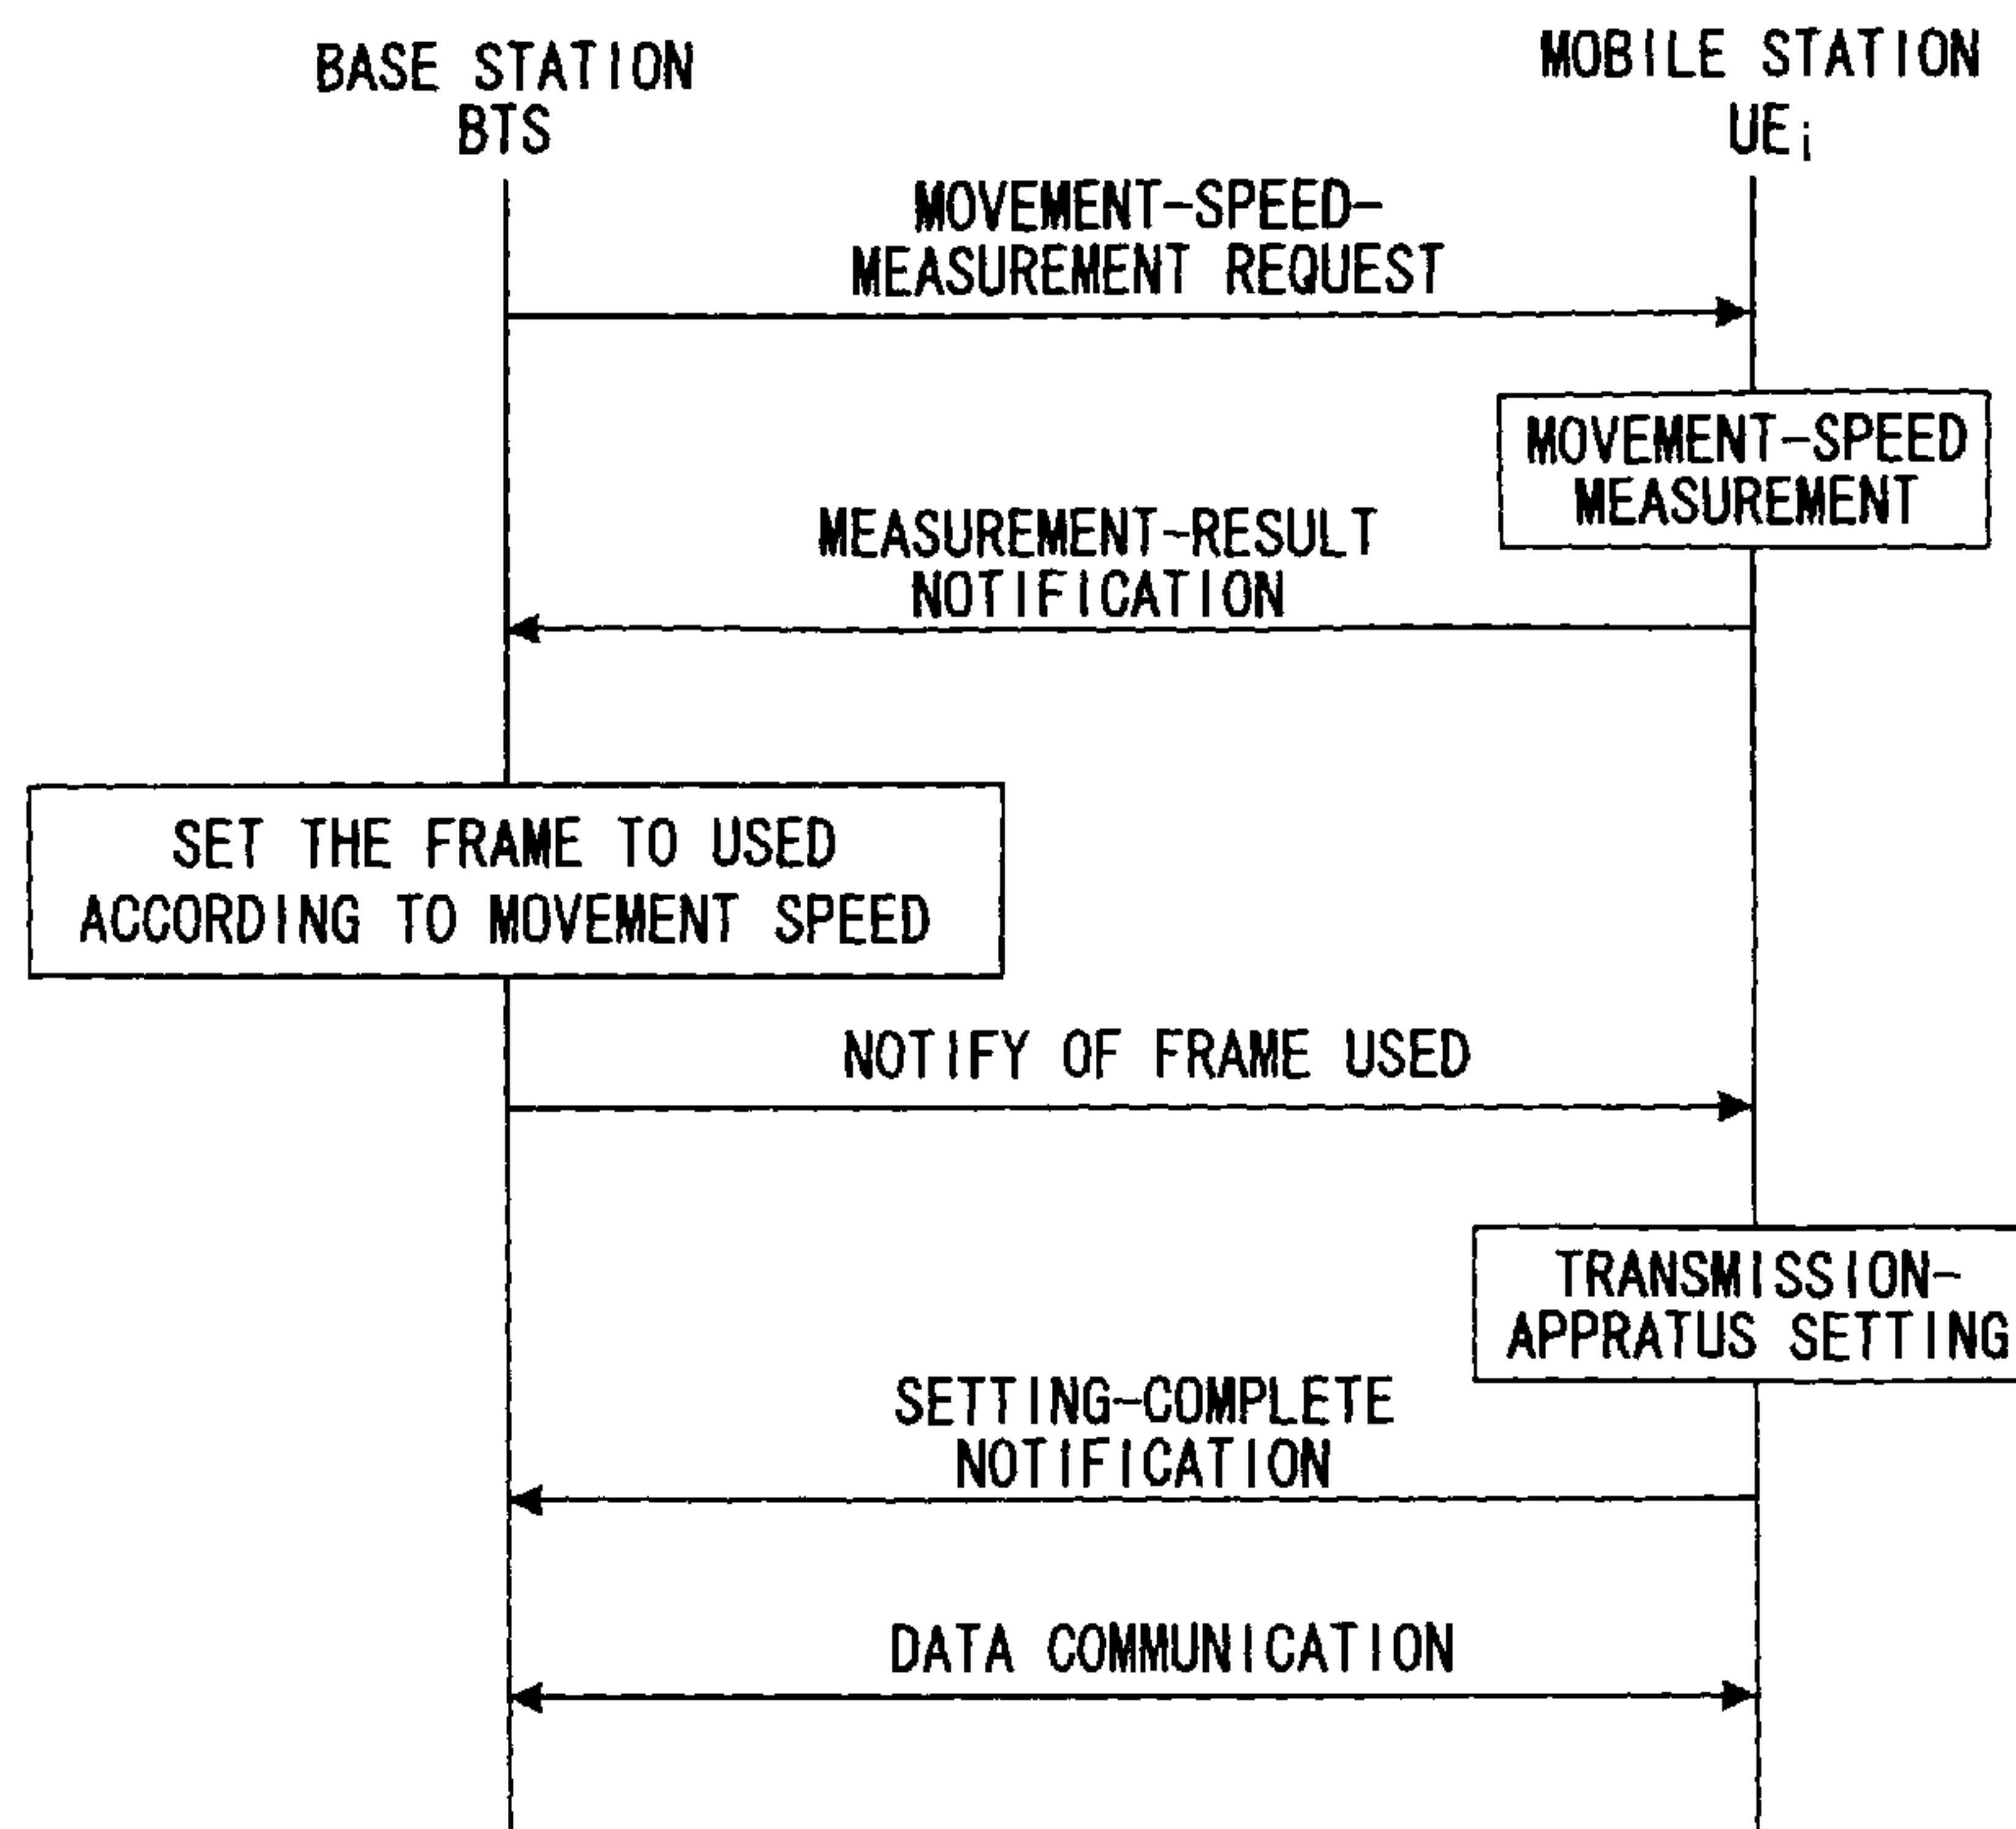 BASE STATION
BTS
MOBILE STATION
UEi
MOVEMENT-SPEED-
MEASUREMENT REQUEST
MOVEMENT-SPEED
MEASUREMENT
MEASUREMENT-RESULT
NOTIFICATION
SET THE FRAME TO USED
ACCORDING TO MOVEMENT SPEED
NOTIFY OF FRAME USED
TRANSMISSION-
APPRATUS SETTING
SETTING-COMPLETE
NOTIFICATION
DATA COMMUNICATION